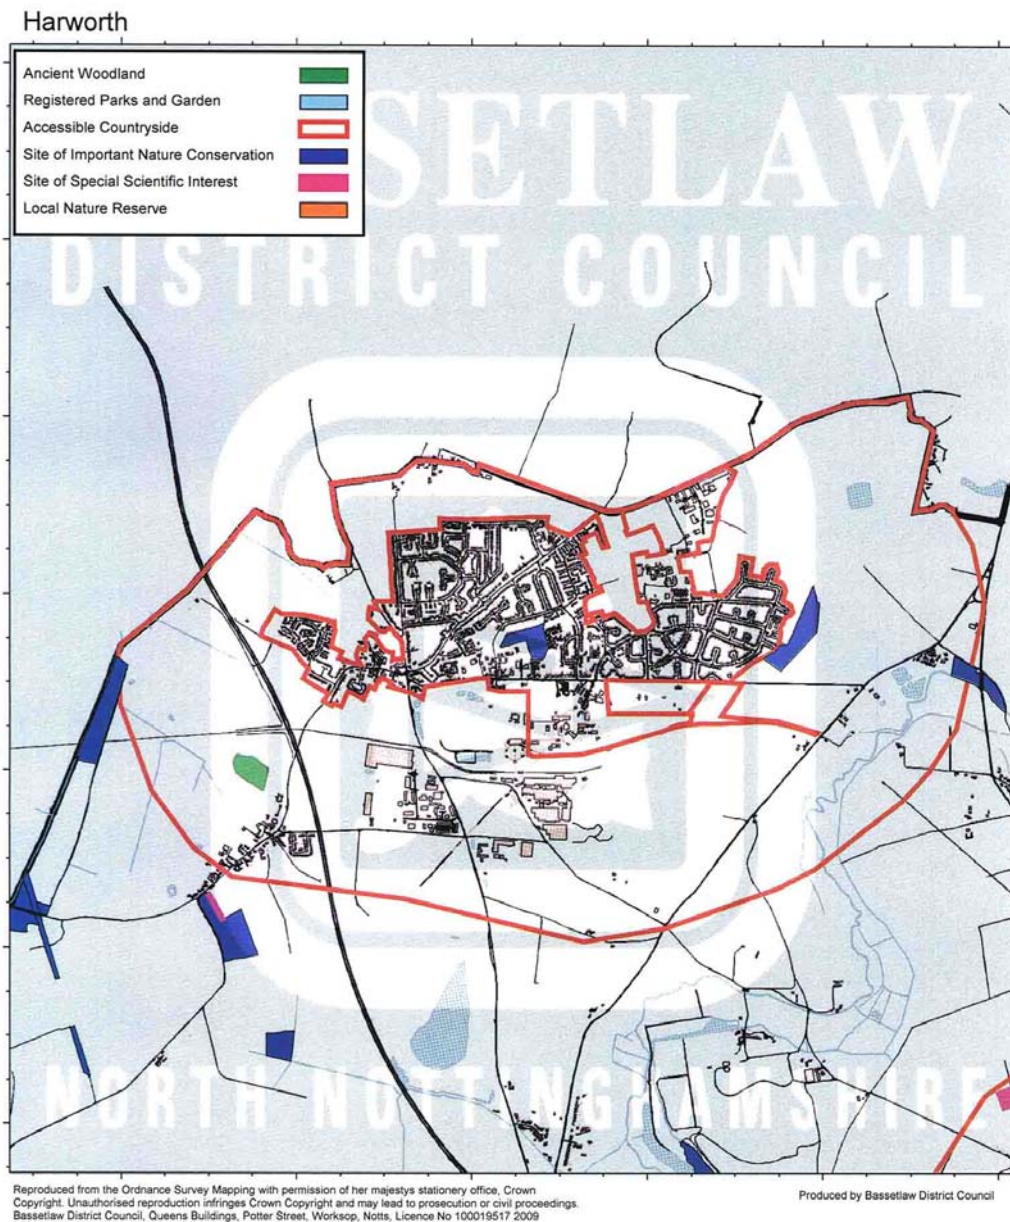 Harworth
Ancient Woodland
Registered Parks and Garden
Accessible Countryside
Site of Important Nature Conservation
Site of Special Scientific Interest
Local Nature Reserve
SETLAW
DISTRICT COUNCIL
NORTH NOTTINGHAMSHIRE
Reproduced from the Ordnance Survey Mapping with permission of her majestys stationery office, Crown
Copyright. Unauthorised reproduction infringes Crown Copyright and may lead to prosecution or civil proceedings.
Bassetlaw District Council, Queens Buildings, Potter Street, Worksop, Notts, Licence No 100019517 2009
Produced by Bassetlaw District Council